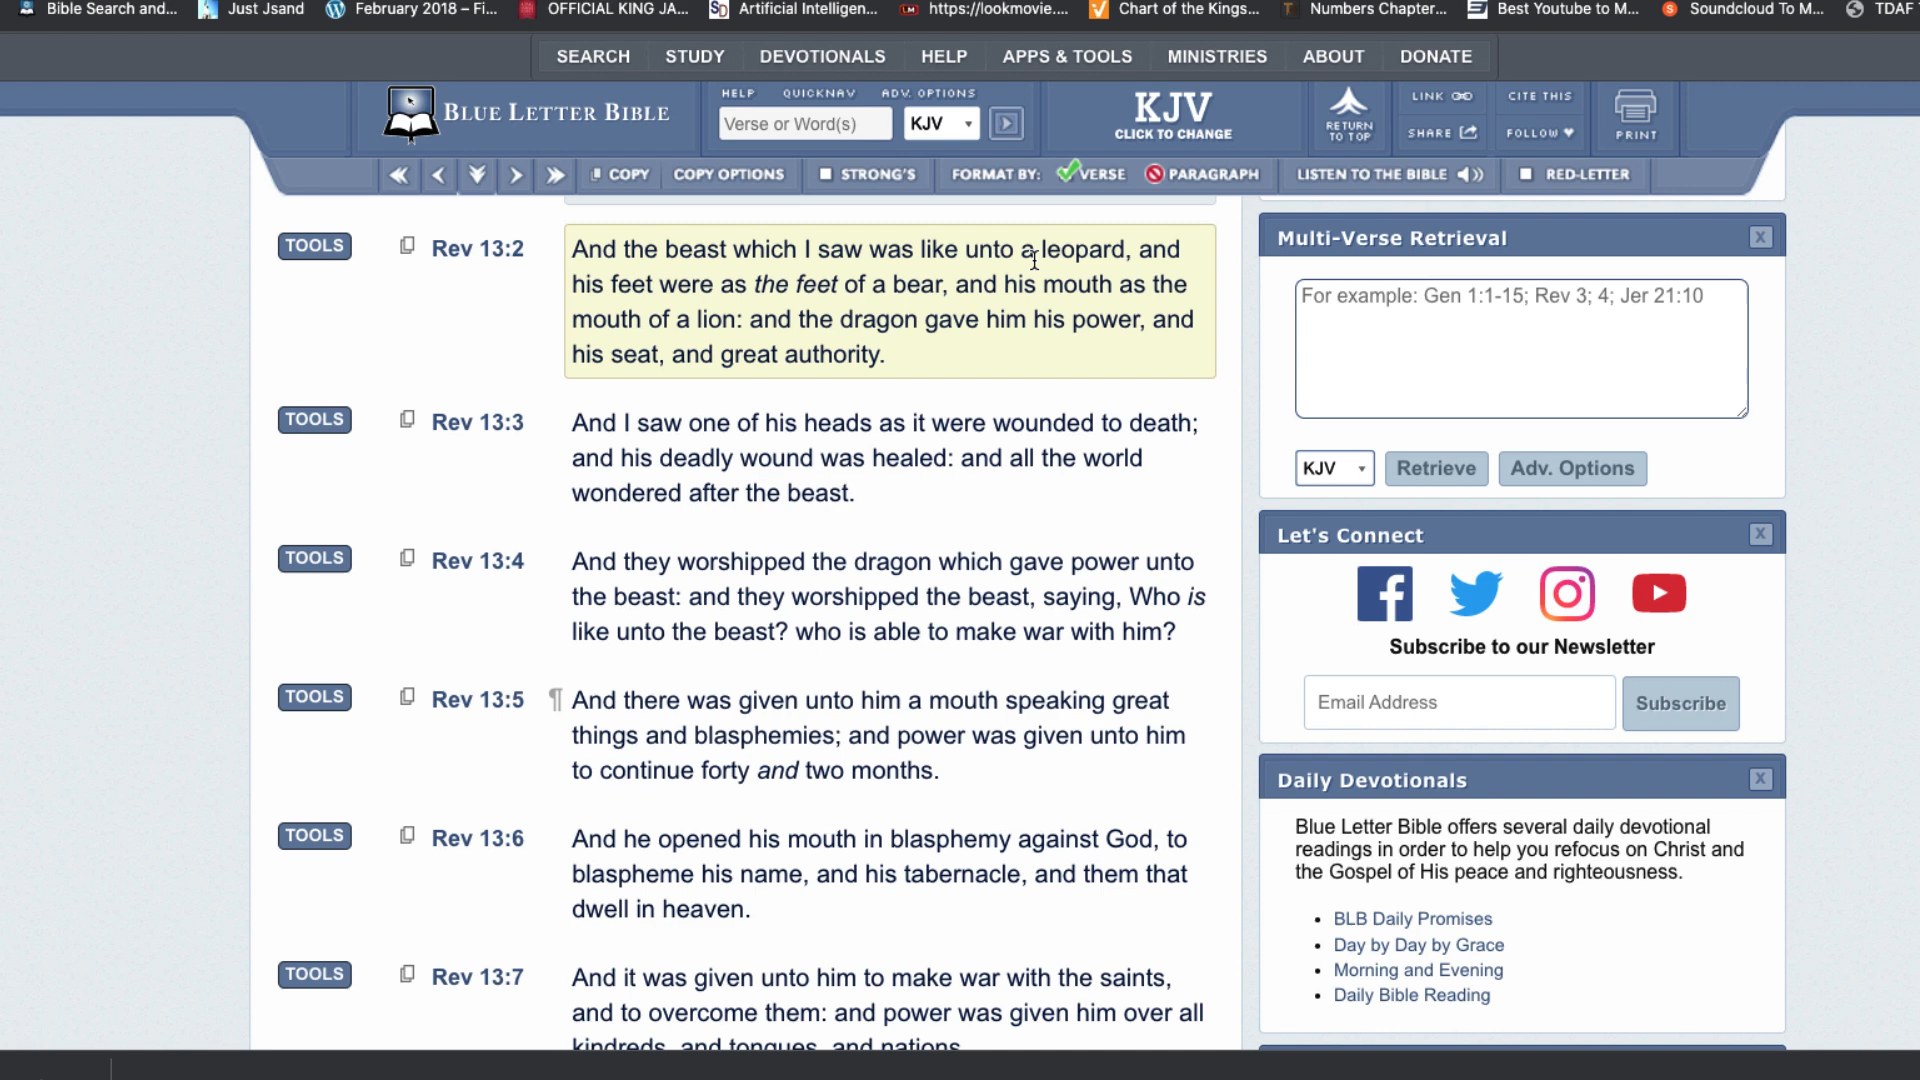 Bible Search and...
Just Jsand
February 2018 – Fi...
OFFICIAL KING JA...
Artificial Intelligen...
https://lookmovie....
Chart of the Kings...
Numbers Chapter...
Best Youtube to M...
Soundcloud To M...
TDAF
SEARCH
STUDY
DEVOTIONALS
HELP
APPS & TOOLS
MINISTRIES
ABOUT
DONATE
BLUE LETTER BIBLE
HELP
QUICKNAV
ADV. OPTIONS
Verse or Word(s)
KJV
KJV
CLICK TO CHANGE
RETURN
TO TOP
LINK
CITE THIS
SHARE
FOLLOW
PRINT
COPY
COPY OPTIONS
STRONG'S
FORMAT BY:
VERSE
PARAGRAPH
LISTEN TO THE BIBLE
RED-LETTER
TOOLS
Rev 13:2
And the beast which I saw was like unto a leopard, and
his feet were as the feet of a bear, and his mouth as the
mouth of a lion: and the dragon gave him his power, and
his seat, and great authority.
TOOLS
Rev 13:3
And I saw one of his heads as it were wounded to death;
and his deadly wound was healed: and all the world
wondered after the beast.
TOOLS
Rev 13:4
And they worshipped the dragon which gave power unto
the beast: and they worshipped the beast, saying, Who is
like unto the beast? who is able to make war with him?
TOOLS
Rev 13:5
¶ And there was given unto him a mouth speaking great
things and blasphemies; and power was given unto him
to continue forty and two months.
TOOLS
Rev 13:6
And he opened his mouth in blasphemy against God, to
blaspheme his name, and his tabernacle, and them that
dwell in heaven.
TOOLS
Rev 13:7
And it was given unto him to make war with the saints,
and to overcome them: and power was given him over all
kindreds, and tongues, and nations.
Multi-Verse Retrieval
X
For example: Gen 1:1-15; Rev 3; 4; Jer 21:10
KJV
Retrieve
Adv. Options
Let's Connect
X
Subscribe to our Newsletter
Email Address
Subscribe
Daily Devotionals
X
Blue Letter Bible offers several daily devotional
readings in order to help you refocus on Christ and
the Gospel of His peace and righteousness.
• BLB Daily Promises
• Day by Day by Grace
• Morning and Evening
• Daily Bible Reading